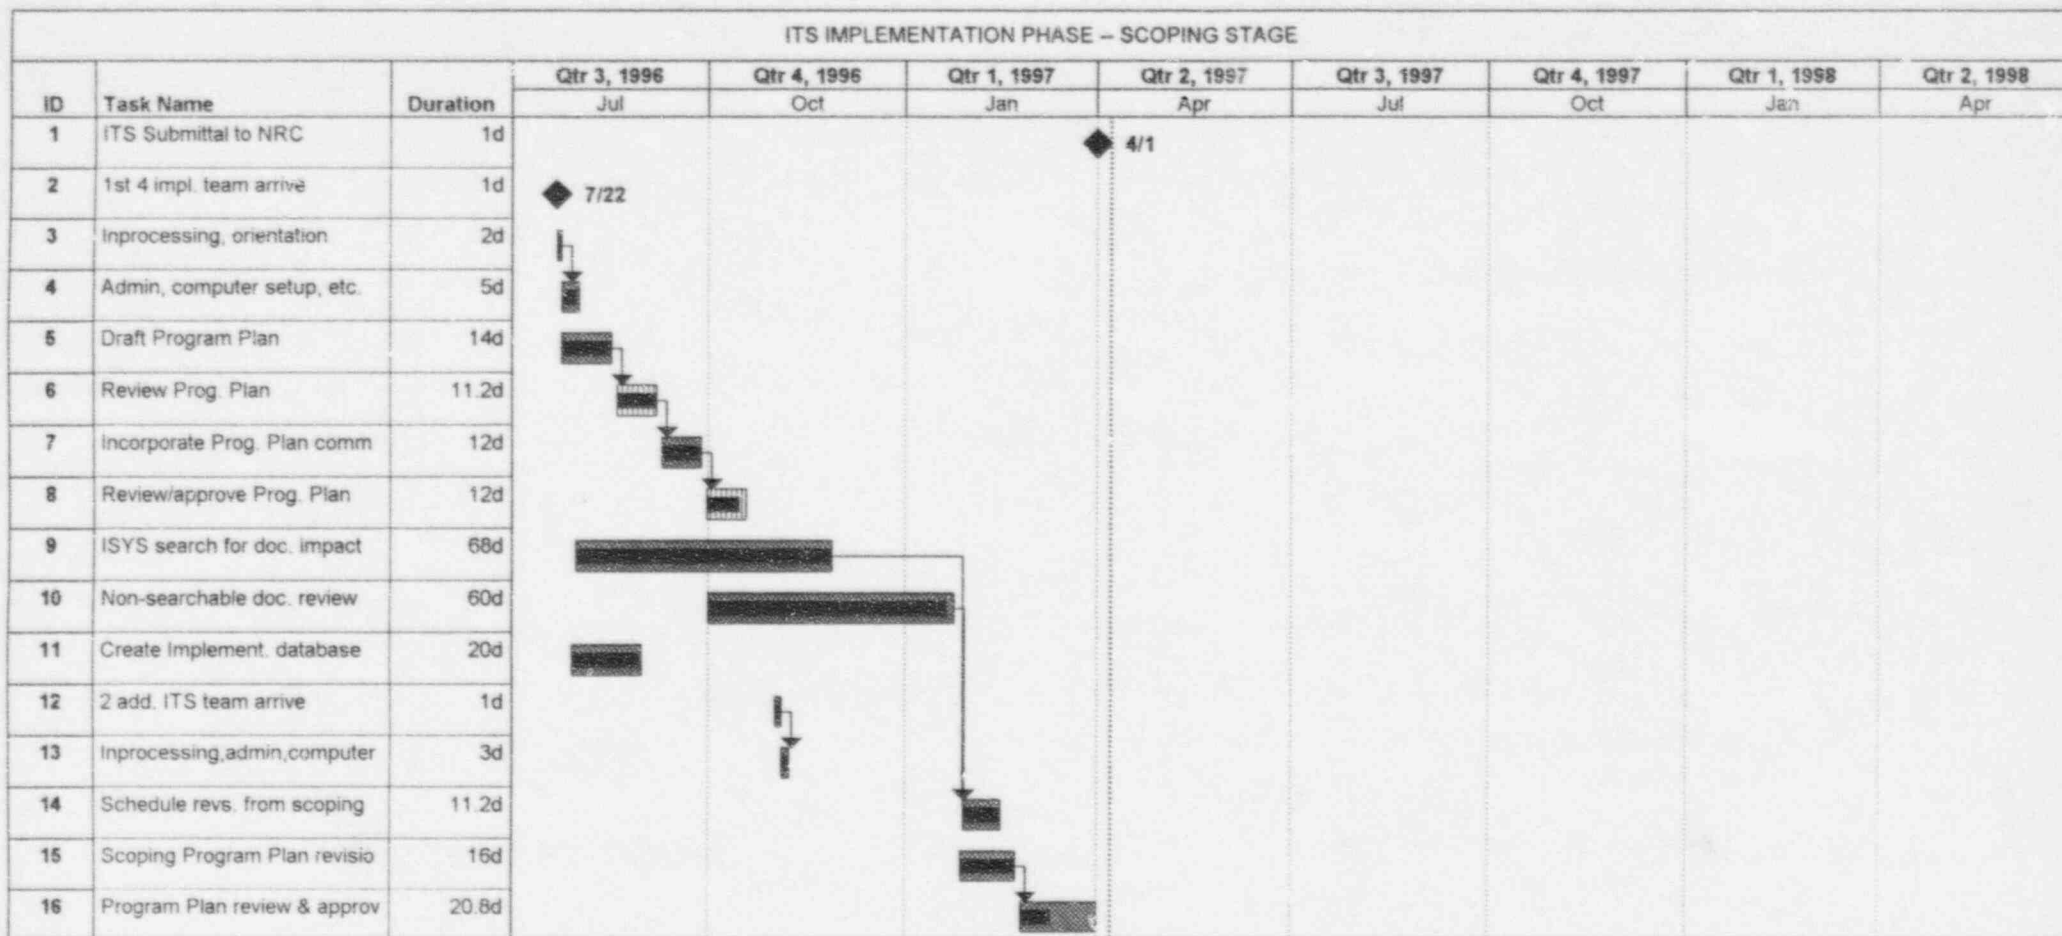 ITS IMPLEMENTATION PHASE – SCOPING STAGE
Qtr 3, 1996 Qtr 4, 1996 Qtr 1, 1997 Qtr 2, 1997 Qtr 3, 1997 Qtr 4, 1997 Qtr 1, 1998 Qtr 2, 1998
ID Task Name Duration Jul Oct Jan Apr Jul Oct Jan Apr
1 ITS Submittal to NRC 1d 4/1
2 1st 4 impl. team arrive 1d 7/22
3 Inprocessing, orientation 2d
4 Admin, computer setup, etc. 5d
5 Draft Program Plan 14d
6 Review Prog. Plan 11.2d
7 Incorporate Prog. Plan comm 12d
8 Review/approve Prog. Plan 12d
9 ISYS search for doc. impact 68d
10 Non-searchable doc. review 60d
11 Create Implement. database 20d
12 2 add. ITS team arrive 1d
13 Inprocessing,admin,computer 3d
14 Schedule revs. from scoping 11.2d
15 Scoping Program Plan revisio 16d
16 Program Plan review & approv 20.8d